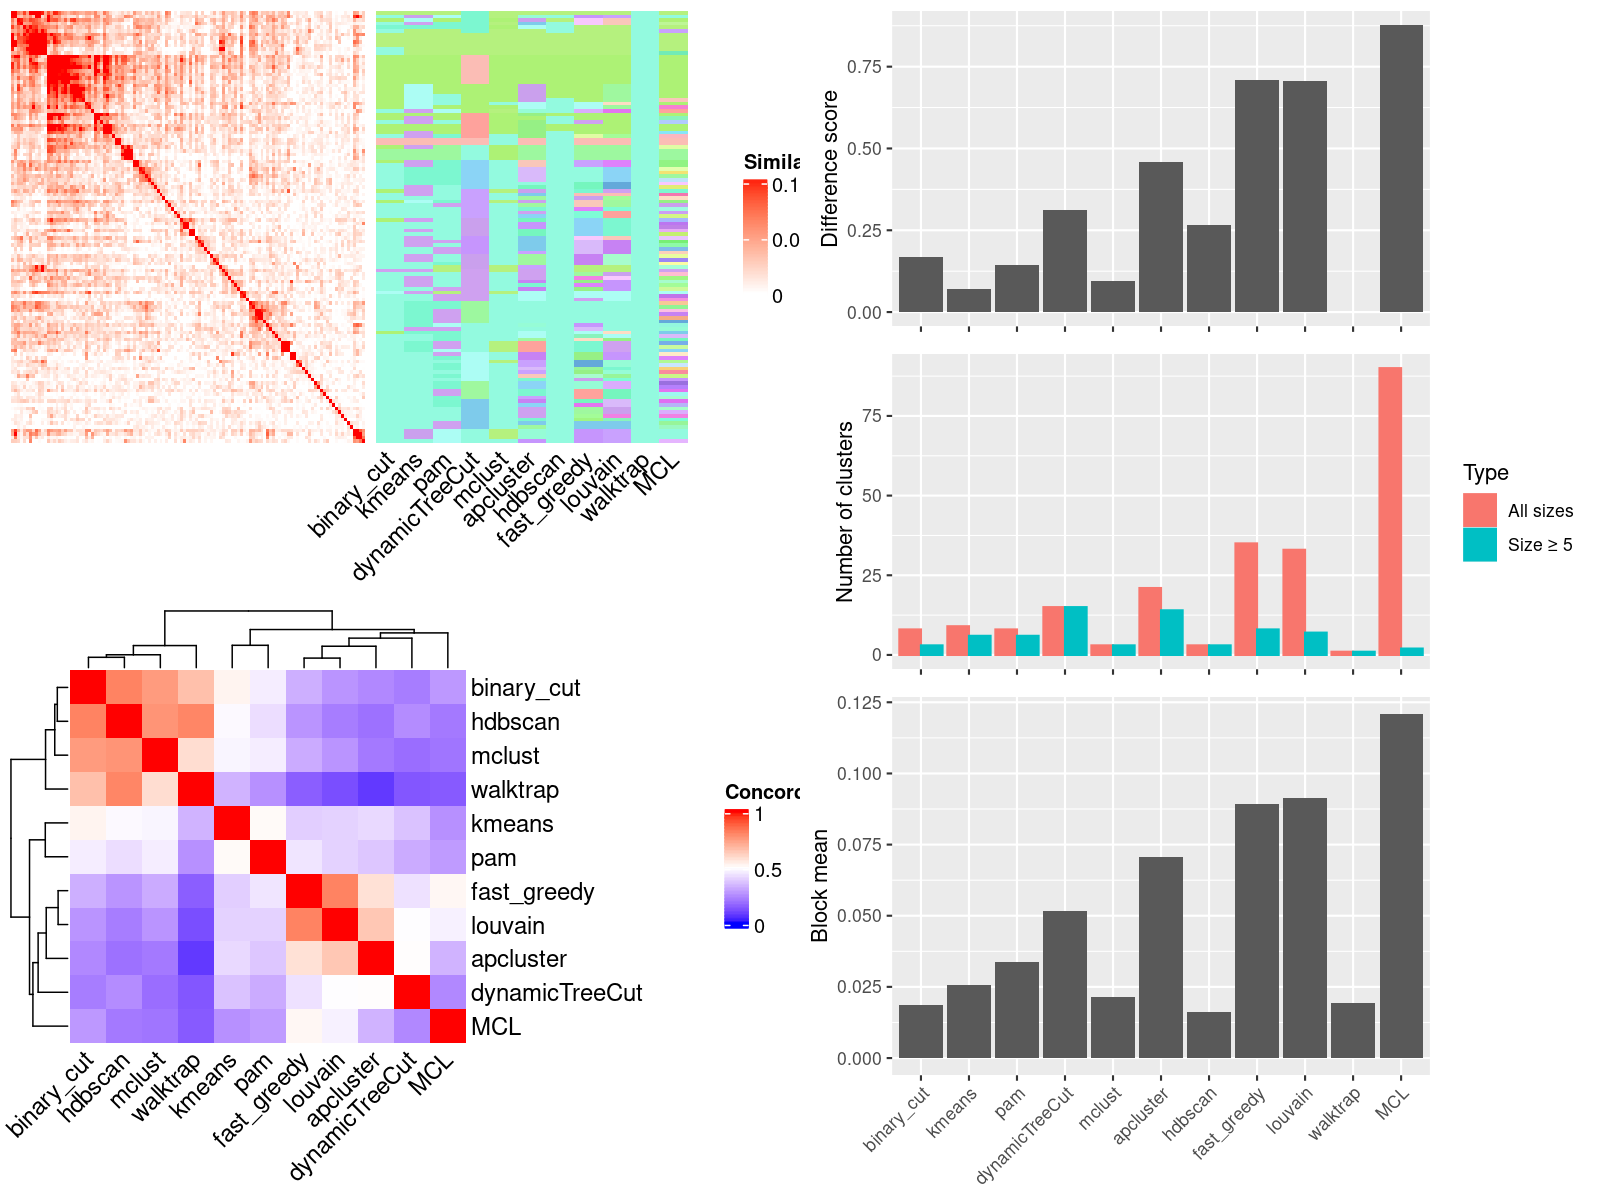 Simila
0.1
0.0
0
binary_cut
kmeans
pam
dynamicTreeCut
mclust
apcluster
hdbscan
fast_greedy
louvain
walktrap
MCL
binary_cut
hdbscan
mclust
walktrap
kmeans
pam
fast_greedy
louvain
apcluster
dynamicTreeCut
MCL
Concord
1
0.5
0
binary_cut
hdbscan
mclust
walktrap
kmeans
pam
fast_greedy
louvain
apcluster
dynamicTreeCut
MCL
Difference score
0.75
0.50
0.25
0.00
Number of clusters
75
50
25
0
Type
All sizes
Size ≥ 5
Block mean
0.125
0.100
0.075
0.050
0.025
0.000
binary_cut
kmeans
pam
dynamicTreeCut
mclust
apcluster
hdbscan
fast_greedy
louvain
walktrap
MCL